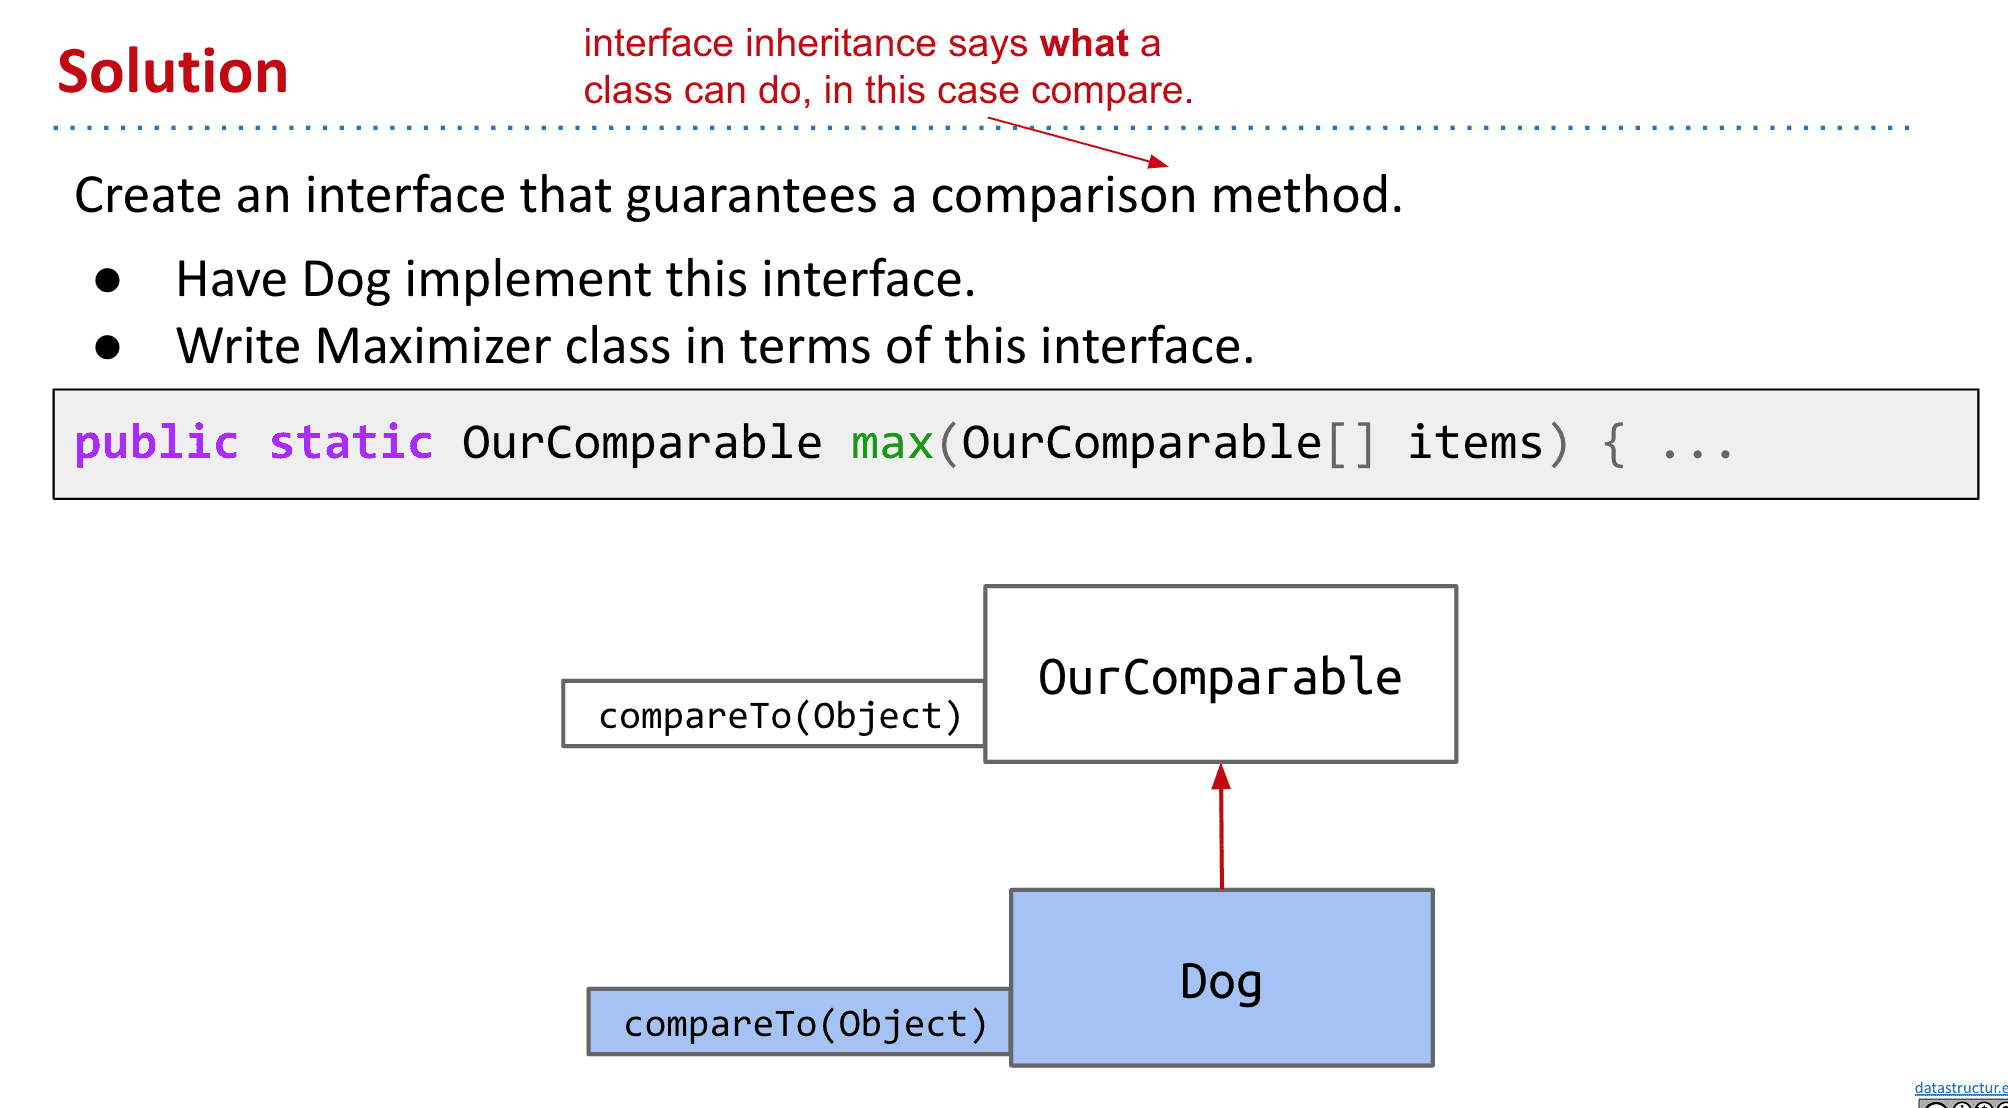 Solution
interface inheritance says what a
class can do, in this case compare.
Create an interface that guarantees a comparison method.
● Have Dog implement this interface.
● Write Maximizer class in terms of this interface.
public static OurComparable max(OurComparable[] items) { ...
OurComparable
compareTo(Object)
Dog
compareTo(Object)
datastructur.e